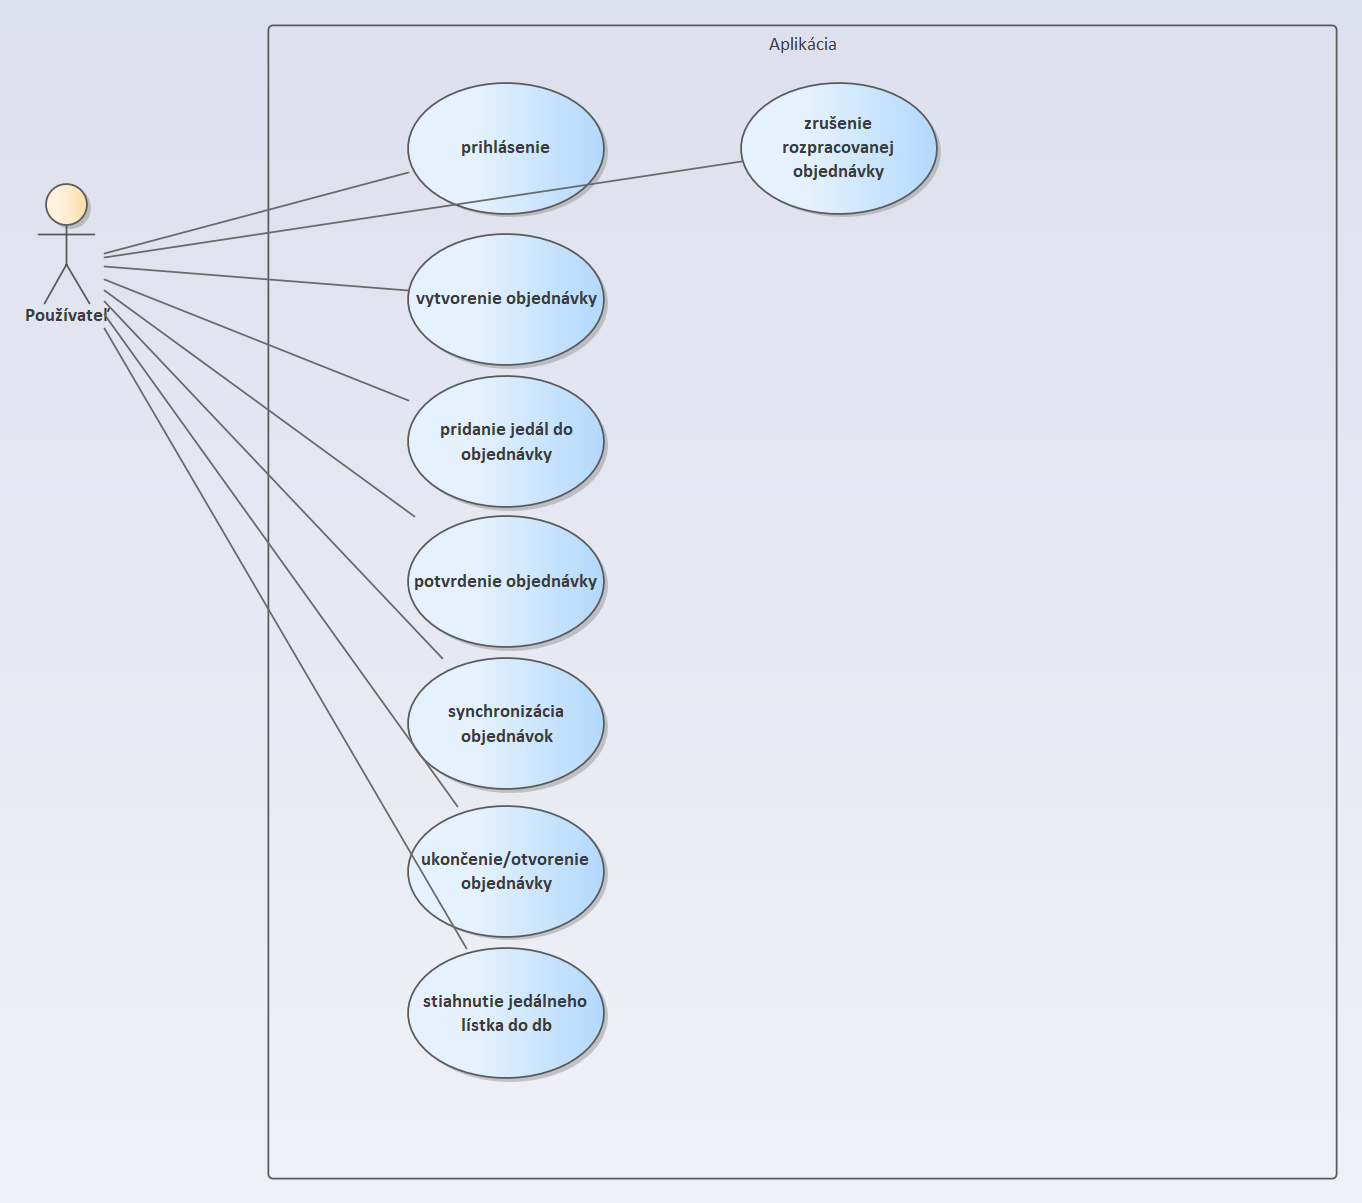 Aplikácia
prihlásenie
zrušenie
rozpracovanej
objednávky
Používateľ
vytvorenie objednávky
pridanie jedál do
objednávky
potvrdenie objednávky
synchronizácia
objednávok
ukončenie/otvorenie
objednávky
stiahnutie jedálneho
lístka do db